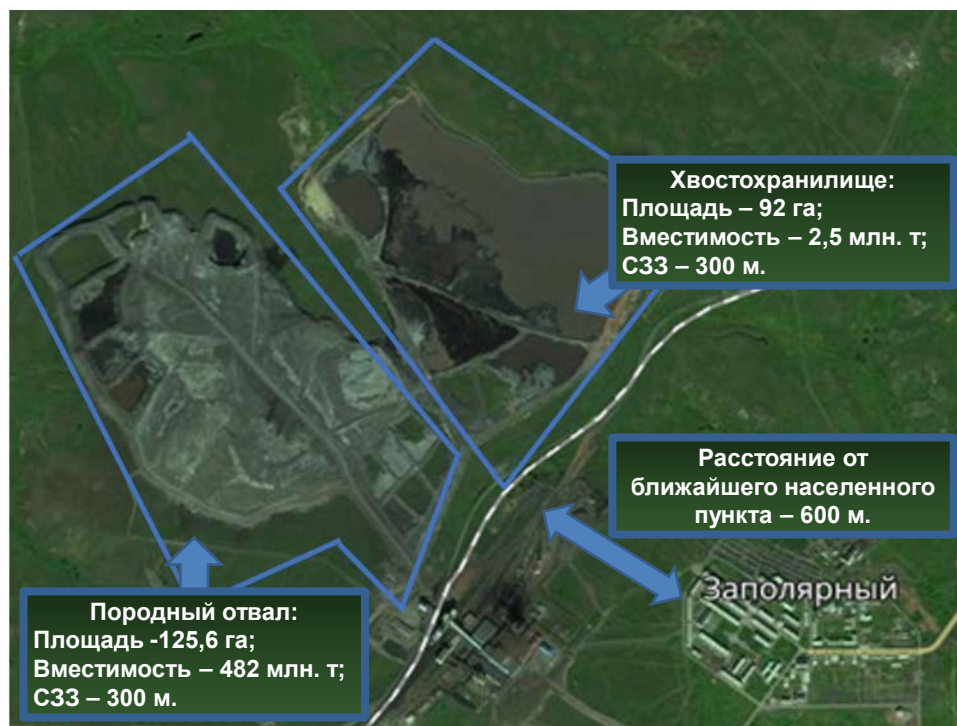 Хвостохранилище:
Площадь – 92 га;
Вместимость – 2,5 млн. т;
СЗЗ – 300 м.
Расстояние от
ближайшего населенного
пункта – 600 м.
Заполярный
Породный отвал:
Площадь -125,6 га;
Вместимость – 482 млн. т;
СЗЗ – 300 м.